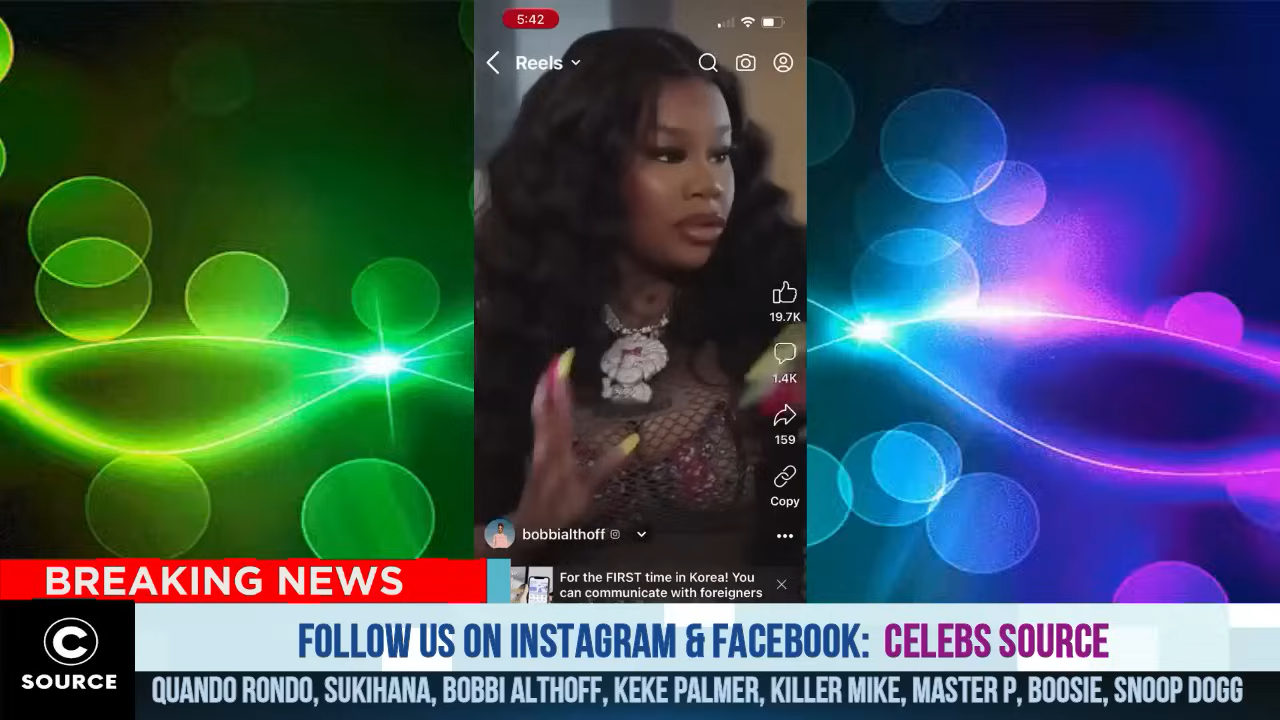 5:42
Reels
19.7K
1.4K
159
Copy
bobbialthoff
For the FIRST time in Korea! You
can communicate with foreigners
BREAKING NEWS
C
SOURCE
FOLLOW US ON INSTAGRAM & FACEBOOK: CELEBS SOURCE
QUANDO RONDO, SUKIHANA, BOBBI ALTHOFF, KEKE PALMER, KILLER MIKE, MASTER P, BOOSIE, SNOOP DOGG